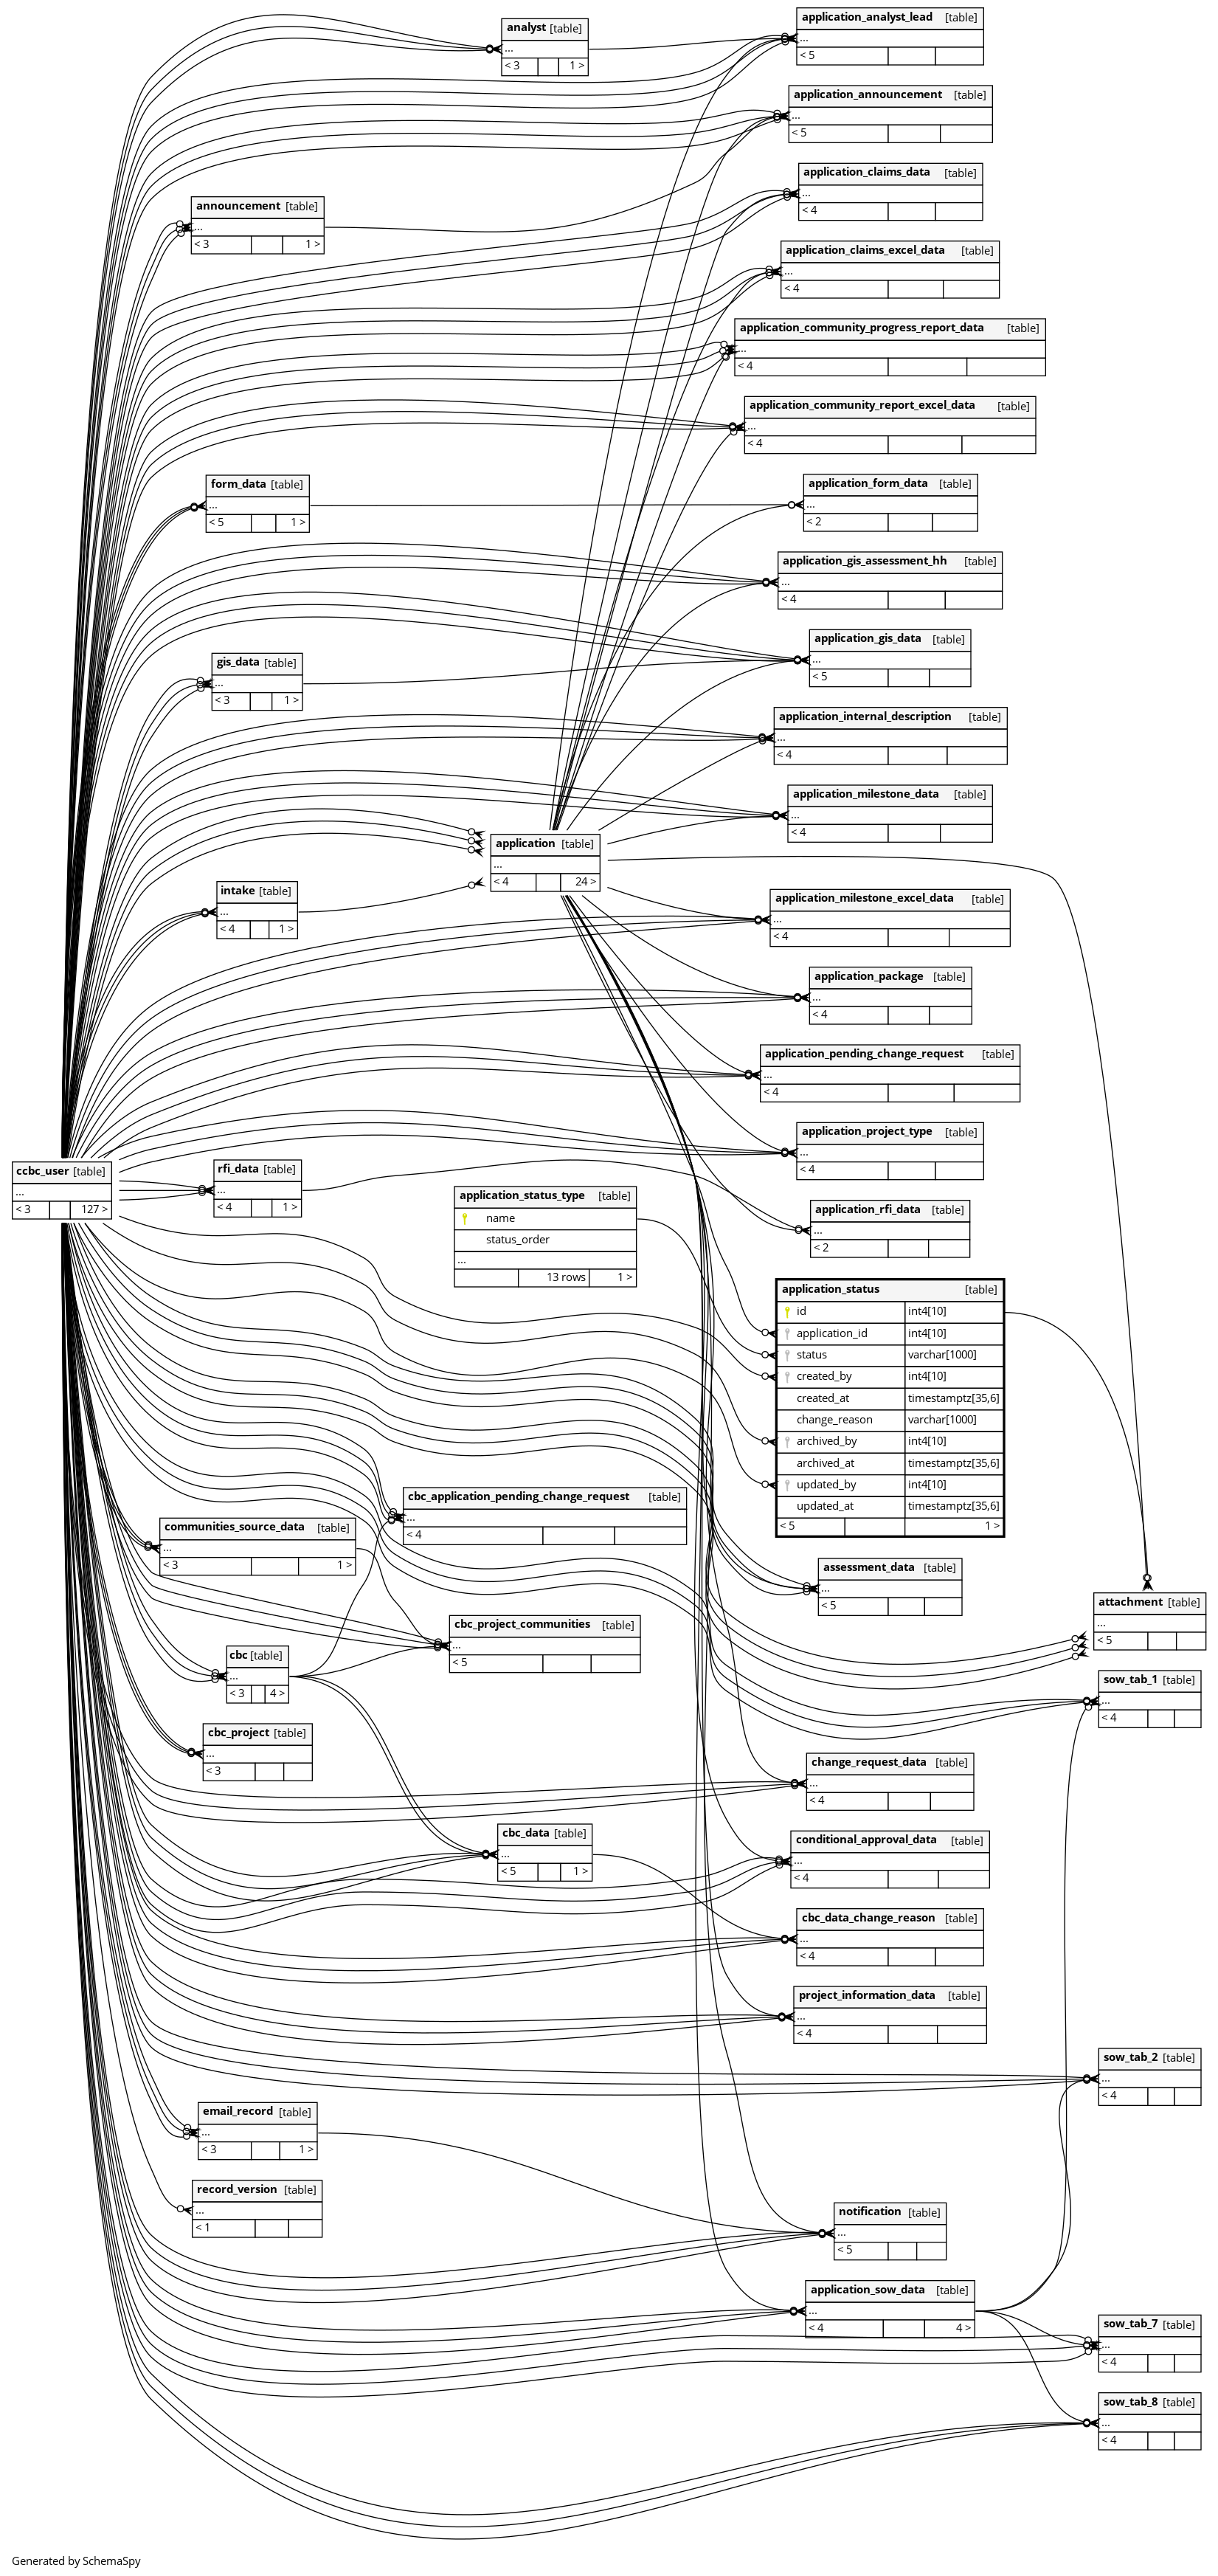 analyst [table]
...
< 3 1 >
application_analyst_lead [table]
...
< 5
application_announcement [table]
...
< 5
application_claims_data [table]
...
< 4
announcement [table]
...
< 3 1 >
application_claims_excel_data [table]
...
< 4
application_community_progress_report_data [table]
...
< 4
application_community_report_excel_data [table]
...
< 4
form_data [table]
...
< 5 1 >
application_form_data [table]
...
< 2
application_gis_assessment_hh [table]
...
< 4
application_gis_data [table]
...
< 5
gis_data [table]
...
< 3 1 >
application_internal_description [table]
...
< 4
application_milestone_data [table]
...
< 4
application [table]
...
< 4 24 >
intake [table]
...
< 4 1 >
application_milestone_excel_data [table]
...
< 4
application_package [table]
...
< 4
application_pending_change_request [table]
...
< 4
application_project_type [table]
...
< 4
ccbc_user [table]
...
< 3 127 >
rfi_data [table]
...
< 4 1 >
application_status_type [table]
name
status_order
...
13 rows 1 >
application_rfi_data [table]
...
< 2
application_status [table]
id int4[10]
application_id int4[10]
status varchar[1000]
created_by int4[10]
created_at timestamptz[35,6]
change_reason varchar[1000]
archived_by int4[10]
archived_at timestamptz[35,6]
updated_by int4[10]
updated_at timestamptz[35,6]
< 5 1 >
cbc_application_pending_change_request [table]
...
< 4
communities_source_data [table]
...
< 3 1 >
assessment_data [table]
...
< 5
attachment [table]
...
< 5
cbc_project_communities [table]
...
< 5
cbc [table]
...
< 3 4 >
sow_tab_1 [table]
...
< 4
cbc_project [table]
...
< 3
change_request_data [table]
...
< 4
cbc_data [table]
...
< 5 1 >
conditional_approval_data [table]
...
< 4
cbc_data_change_reason [table]
...
< 4
project_information_data [table]
...
< 4
sow_tab_2 [table]
...
< 4
email_record [table]
...
< 3 1 >
record_version [table]
...
< 1
notification [table]
...
< 5
application_sow_data [table]
...
< 4 4 >
sow_tab_7 [table]
...
< 4
sow_tab_8 [table]
...
< 4
Generated by SchemaSpy